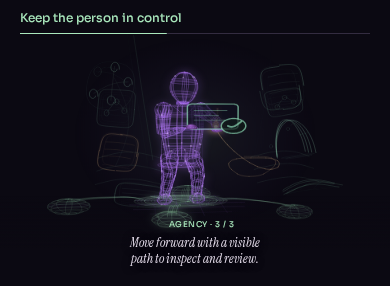 Keep the person in control
AGENCY · 3 / 3
Move forward with a visible
path to inspect and review.